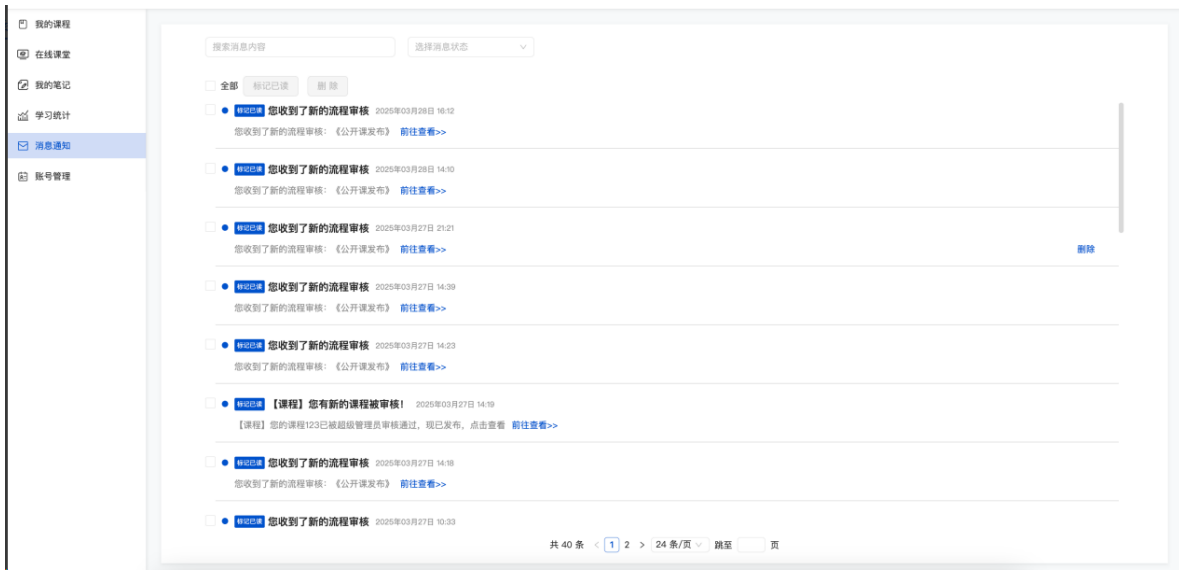 我的课程
在线课堂
我的笔记
学习统计
消息通知
账号管理
搜索消息内容 选择消息状态
全部 标记已读 删 除
标记已读 您收到了新的流程审核 2025年03月28日 16:12
您收到了新的流程审核：《公开课发布》 前往查看>>
标记已读 您收到了新的流程审核 2025年03月28日 14:10
您收到了新的流程审核：《公开课发布》 前往查看>>
标记已读 您收到了新的流程审核 2025年03月27日 21:21
您收到了新的流程审核：《公开课发布》 前往查看>> 删除
标记已读 您收到了新的流程审核 2025年03月27日 14:39
您收到了新的流程审核：《公开课发布》 前往查看>>
标记已读 您收到了新的流程审核 2025年03月27日 14:23
您收到了新的流程审核：《公开课发布》 前往查看>>
标记已读 【课程】您有新的课程被审核！ 2025年03月27日 14:19
【课程】您的课程123已被超级管理员审核通过，现已发布，点击查看 前往查看>>
标记已读 您收到了新的流程审核 2025年03月27日 14:18
您收到了新的流程审核：《公开课发布》 前往查看>>
标记已读 您收到了新的流程审核 2025年03月27日 10:33
共 40 条 < 1 2 > 24 条/页 跳至 页